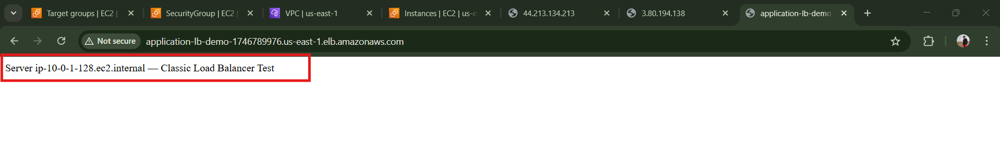 Target groups | EC2 |
SecurityGroup | EC2 |
VPC | us-east-1
Instances | EC2 | us-e
44.213.134.213
3.80.194.138
application-lb-demo
Not secure
application-lb-demo-1746789976.us-east-1.elb.amazonaws.com
Server ip-10-0-1-128.ec2.internal — Classic Load Balancer Test